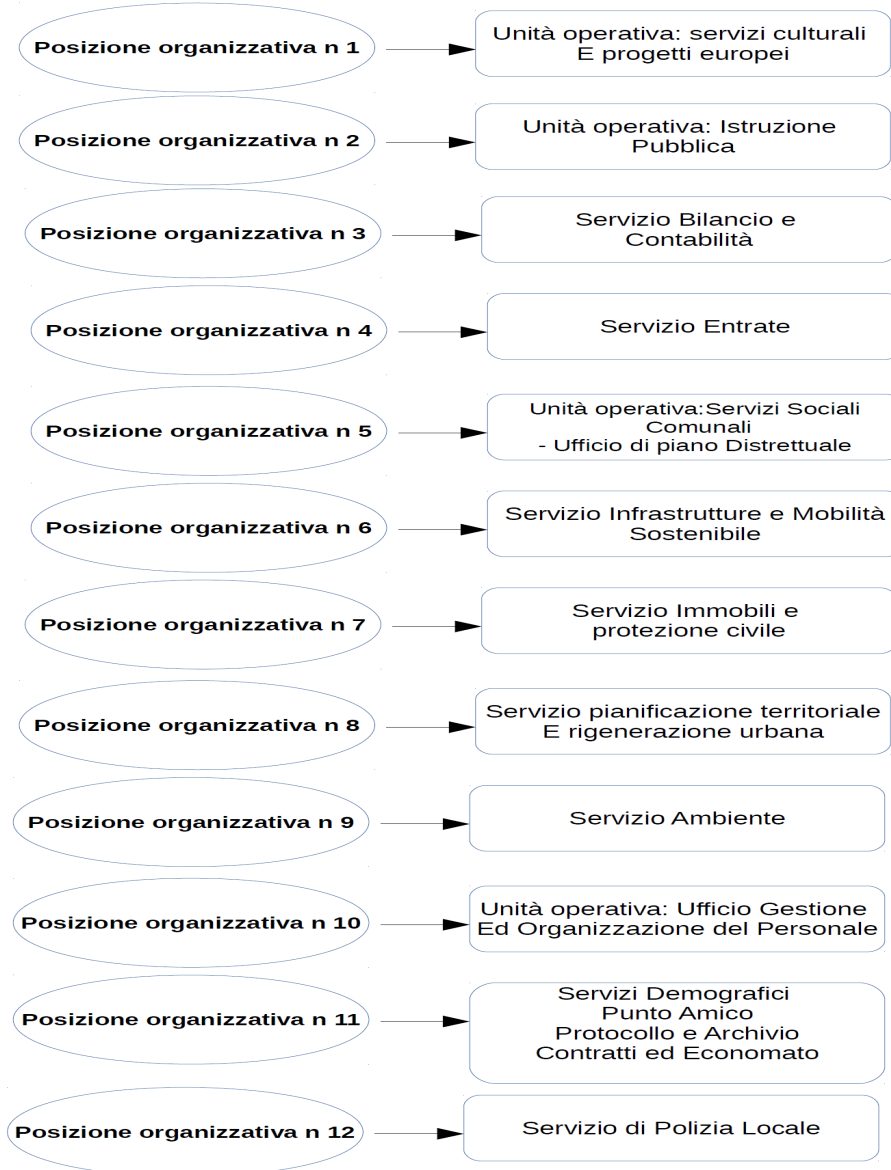 Posizione organizzativa n 1
Unità operativa: servizi culturali
E progetti europei
Posizione organizzativa n 2
Unità operativa: Istruzione
Pubblica
Posizione organizzativa n 3
Servizio Bilancio e
Contabilità
Posizione organizzativa n 4
Servizio Entrate
Posizione organizzativa n 5
Unità operativa:Servizi Sociali
Comunali
- Ufficio di piano Distrettuale
Posizione organizzativa n 6
Servizio Infrastrutture e Mobilità
Sostenibile
Posizione organizzativa n 7
Servizio Immobili e
protezione civile
Posizione organizzativa n 8
Servizio pianificazione territoriale
E rigenerazione urbana
Posizione organizzativa n 9
Servizio Ambiente
Posizione organizzativa n 10
Unità operativa: Ufficio Gestione
Ed Organizzazione del Personale
Posizione organizzativa n 11
Servizi Demografici
Punto Amico
Protocollo e Archivio
Contratti ed Economato
Posizione organizzativa n 12
Servizio di Polizia Locale